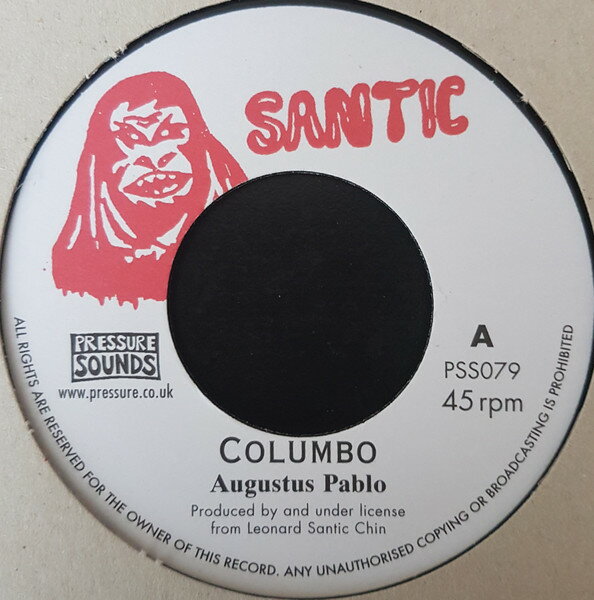 SANTIC
PRESSURE
SOUNDS
www.pressure.co.uk
A
PSS079
45 rpm
COLUMBO
Augustus Pablo
Produced by and under license
from Leonard Santic Chin
ALL RIGHTS ARE RESERVED FOR THE OWNER OF THIS RECORD. ANY UNAUTHORISED COPYING OR BROADCASTING IS PROHIBITED